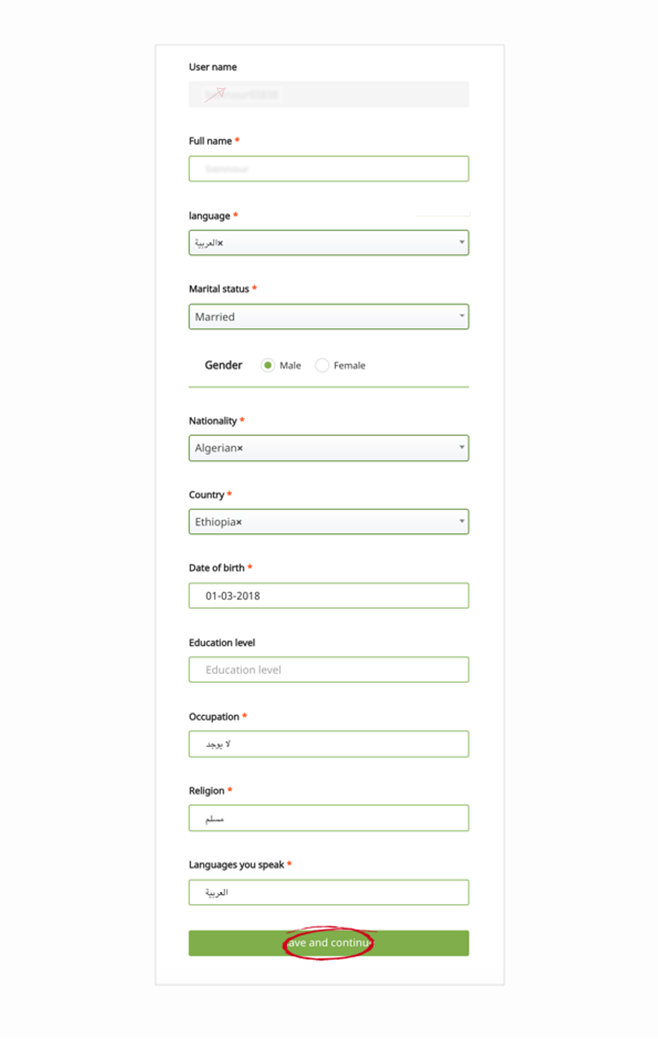 User name
Full name *
language *
العربية×
Marital status *
Married
Gender Male Female
Nationality *
Algerian×
Country *
Ethiopia×
Date of birth *
01-03-2018
Education level
Education level
Occupation *
لا يوجد
Religion *
مسلم
Languages you speak *
العربية
ave and continu